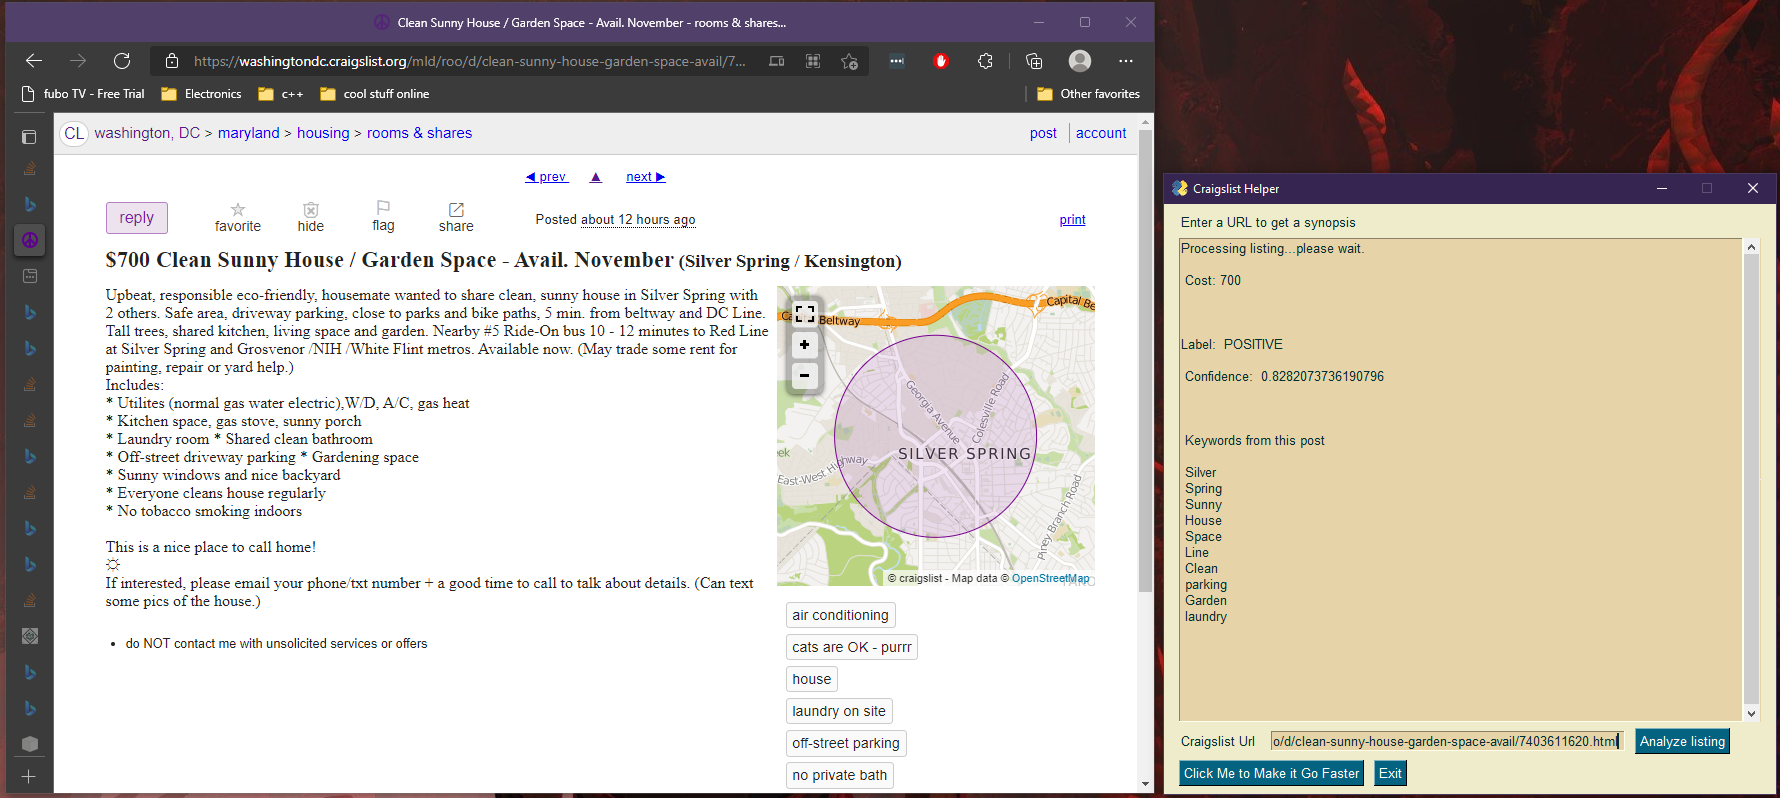 Clean Sunny House / Garden Space - Avail. November - rooms & shares...
https://washingtondc.craigslist.org/mld/roo/d/clean-sunny-house-garden-space-avail/7...
fubo TV - Free Trial Electronics c++ cool stuff online Other favorites
CL washington, DC > maryland > housing > rooms & shares post account
◀ prev ▲ next ▶
reply favorite hide flag share Posted about 12 hours ago print
$700 Clean Sunny House / Garden Space - Avail. November (Silver Spring / Kensington)
Upbeat, responsible eco-friendly, housemate wanted to share clean, sunny house in Silver Spring with
2 others. Safe area, driveway parking, close to parks and bike paths, 5 min. from beltway and DC Line.
Tall trees, shared kitchen, living space and garden. Nearby #5 Ride-On bus 10 - 12 minutes to Red Line
at Silver Spring and Grosvenor /NIH /White Flint metros. Available now. (May trade some rent for
painting, repair or yard help.)
Includes:
* Utilites (normal gas water electric),W/D, A/C, gas heat
* Kitchen space, gas stove, sunny porch
* Laundry room * Shared clean bathroom
* Off-street driveway parking * Gardening space
* Sunny windows and nice backyard
* Everyone cleans house regularly
* No tobacco smoking indoors
This is a nice place to call home!
☼
If interested, please email your phone/txt number + a good time to call to talk about details. (Can text
some pics of the house.)
• do NOT contact me with unsolicited services or offers
Capital Be
Beltway
+
−
Georgia Avenue
Colesville Road
SILVER SPRING
East-West Highway
Piney Branch Road
© craigslist - Map data © OpenStreetMap
air conditioning
cats are OK - purrr
house
laundry on site
off-street parking
no private bath
Craigslist Helper
Enter a URL to get a synopsis
Processing listing...please wait.
Cost: 700
Label: POSITIVE
Confidence: 0.8282073736190796
Keywords from this post
Silver
Spring
Sunny
House
Space
Line
Clean
parking
Garden
laundry
Craigslist Url o/d/clean-sunny-house-garden-space-avail/7403611620.html Analyze listing
Click Me to Make it Go Faster Exit